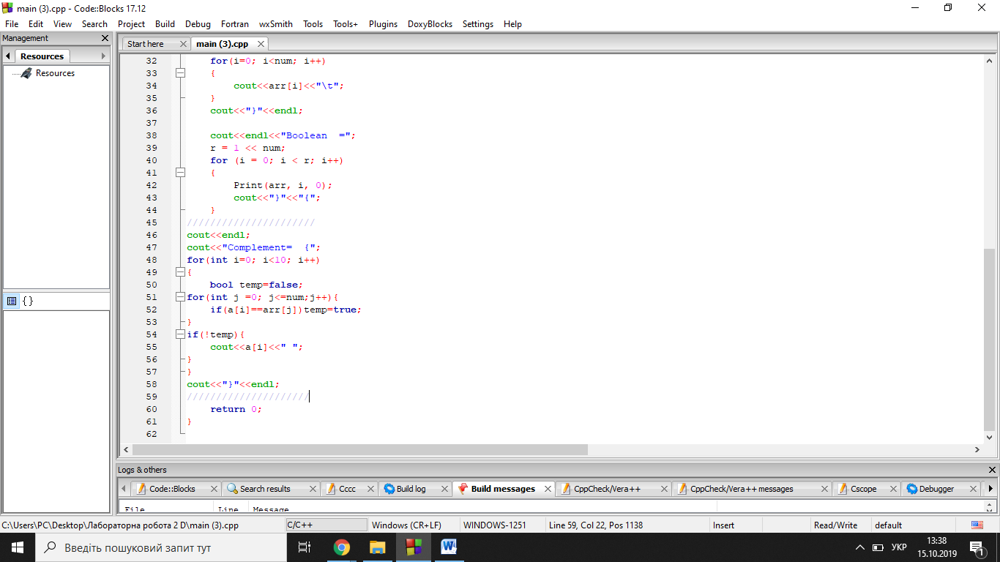 main (3).cpp - Code::Blocks 17.12
File Edit View Search Project Build Debug Fortran wxSmith Tools Tools+ Plugins DoxyBlocks Settings Help
Management
Resources
Resources
{}
Start here main (3).cpp
32 for(i=0; i<num; i++)
33 {
34 cout<<arr[i]<<"\t";
35 }
36 cout<<"}"<<endl;
37
38 cout<<endl<<"Boolean  =";
39 r = 1 << num;
40 for (i = 0; i < r; i++)
41 {
42 Print(arr, i, 0);
43 cout<<"}"<<"{";
44 }
45 //////////////////////
46 cout<<endl;
47 cout<<"Complement=  {";
48 for(int i=0; i<10; i++)
49 {
50 bool temp=false;
51 for(int j =0; j<=num;j++){
52 if(a[i]==arr[j])temp=true;
53 }
54 if(!temp){
55 cout<<a[i]<<" ";
56 }
57 }
58 cout<<"}"<<endl;
59 /////////////////////
60 return 0;
61 }
62
Logs & others
Code::Blocks Search results Cccc Build log Build messages CppCheck/Vera++ CppCheck/Vera++ messages Cscope Debugger
File Line Message
C:\Users\PC\Desktop\Лабораторна робота 2 D\main (3).cpp C/C++ Windows (CR+LF) WINDOWS-1251 Line 59, Col 22, Pos 1138 Insert Read/Write default
Введіть пошуковий запит тут
УКР
13:38
15.10.2019
1